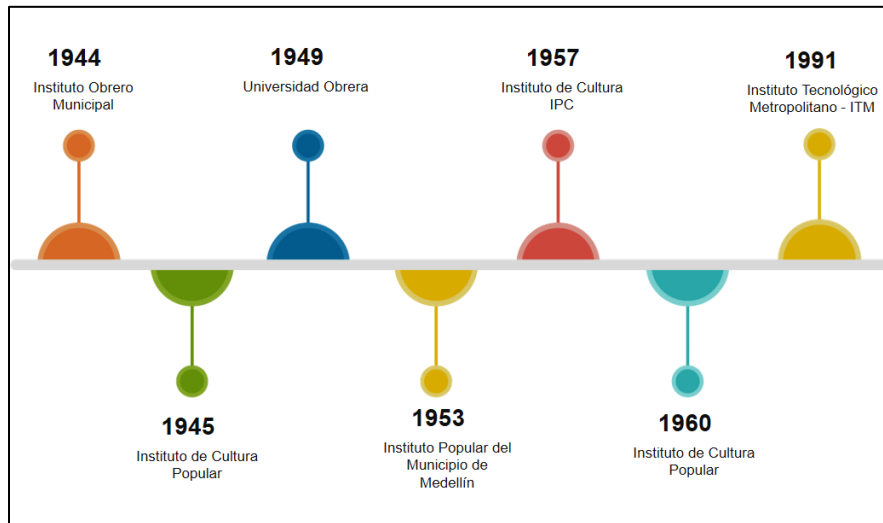 1944
Instituto Obrero
Municipal
1949
Universidad Obrera
1957
Instituto de Cultura
IPC
1991
Instituto Tecnológico
Metropolitano - ITM
1945
Instituto de Cultura
Popular
1953
Instituto Popular del
Municipio de
Medellín
1960
Instituto de Cultura
Popular